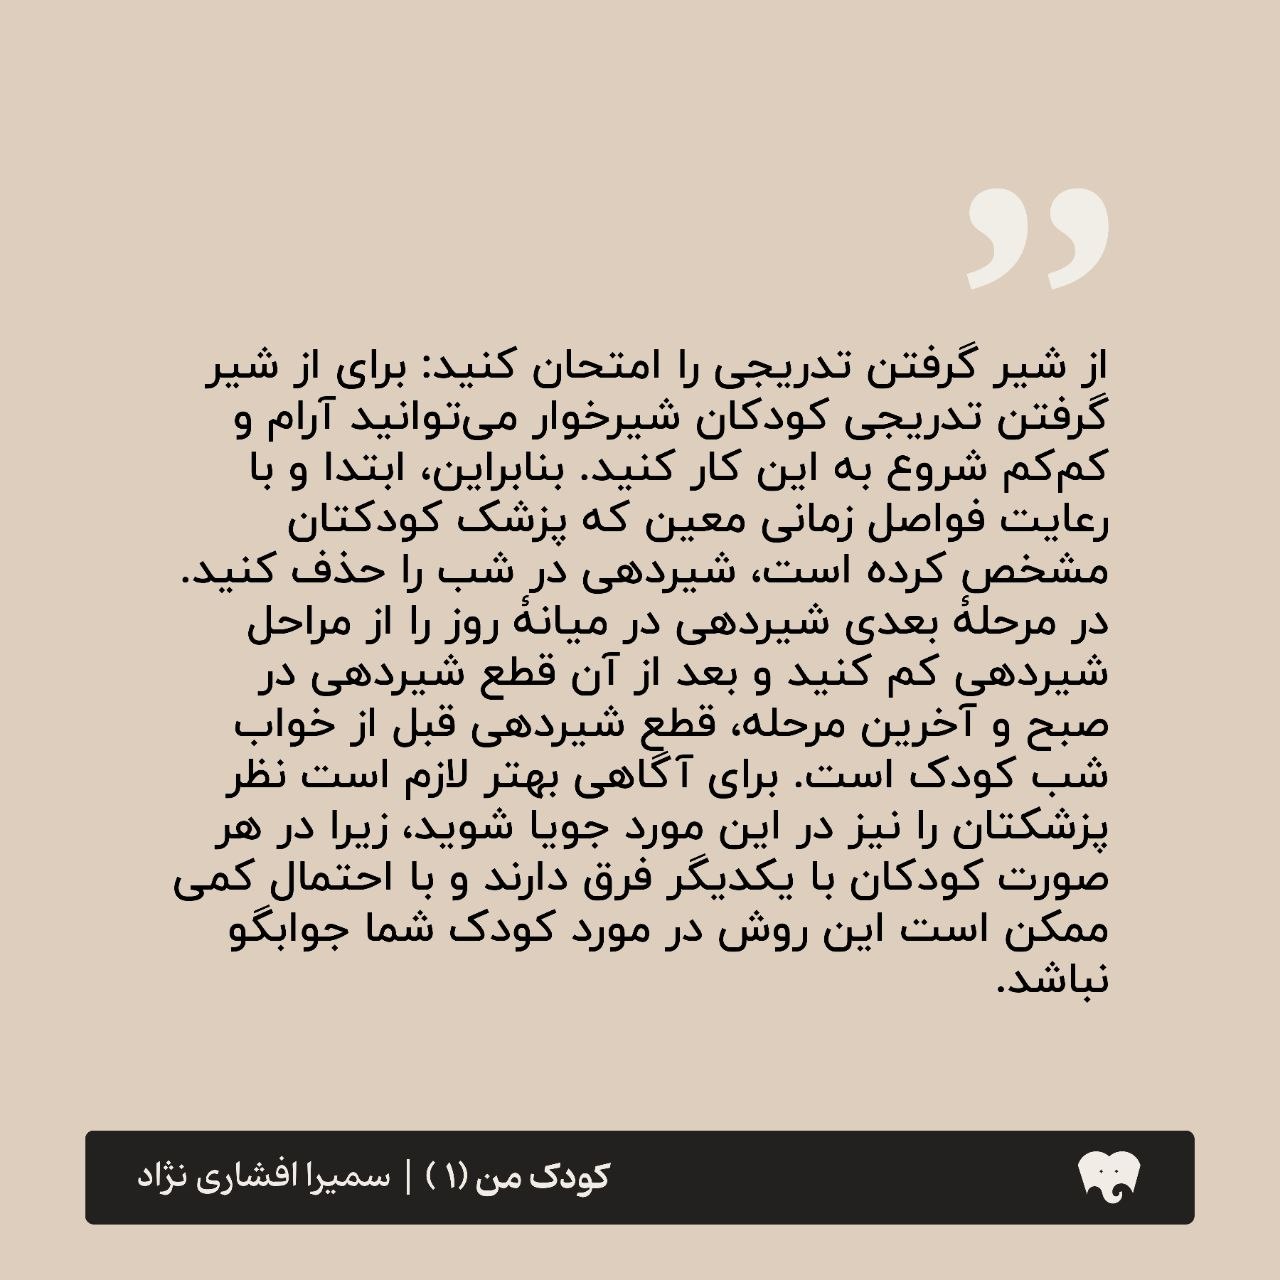 ”
از شیر گرفتن تدریجی را امتحان کنید: برای از شیر
گرفتن تدریجی کودکان شیرخوار می‌توانید آرام و
کم‌کم شروع به این کار کنید. بنابراین، ابتدا و با
رعایت فواصل زمانی معین که پزشک کودکتان
مشخص کرده است، شیردهی در شب را حذف کنید.
در مرحلهٔ بعدی شیردهی در میانهٔ روز را از مراحل
شیردهی کم کنید و بعد از آن قطع شیردهی در
صبح و آخرین مرحله، قطع شیردهی قبل از خواب
شب کودک است. برای آگاهی بهتر لازم است نظر
پزشکتان را نیز در این مورد جویا شوید، زیرا در هر
صورت کودکان با یکدیگر فرق دارند و با احتمال کمی
ممکن است این روش در مورد کودک شما جوابگو
نباشد.
کودک من (۱ ) | سمیرا افشاری نژاد